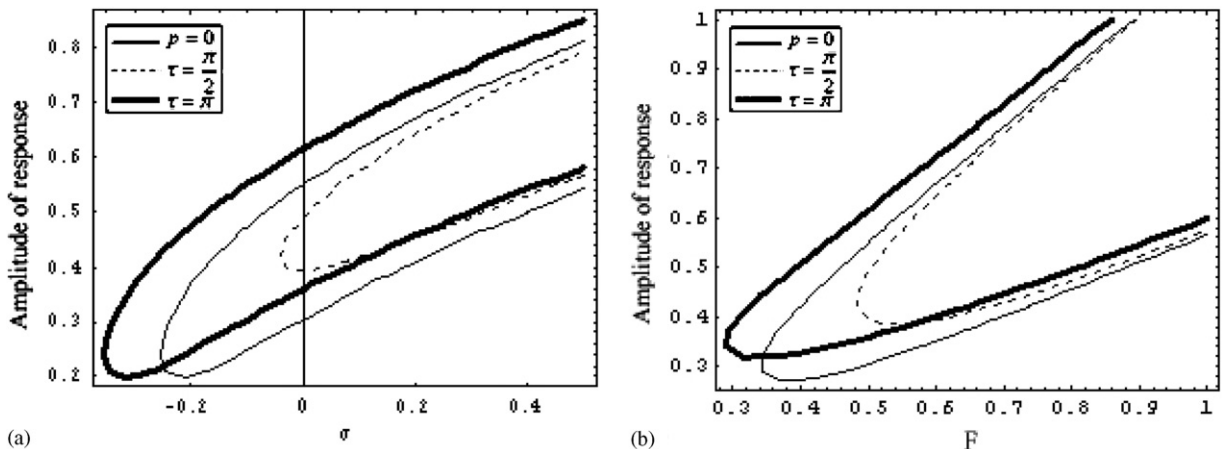 p = 0
τ = π/2
τ = π
Amplitude of response
0.8
0.7
0.6
0.5
0.4
0.3
0.2
-0.2
0
0.2
0.4
σ
(a)
p = 0
τ = π/2
τ = π
Amplitude of response
1
0.9
0.8
0.7
0.6
0.5
0.4
0.3
0.3
0.4
0.5
0.6
0.7
0.8
0.9
1
F
(b)